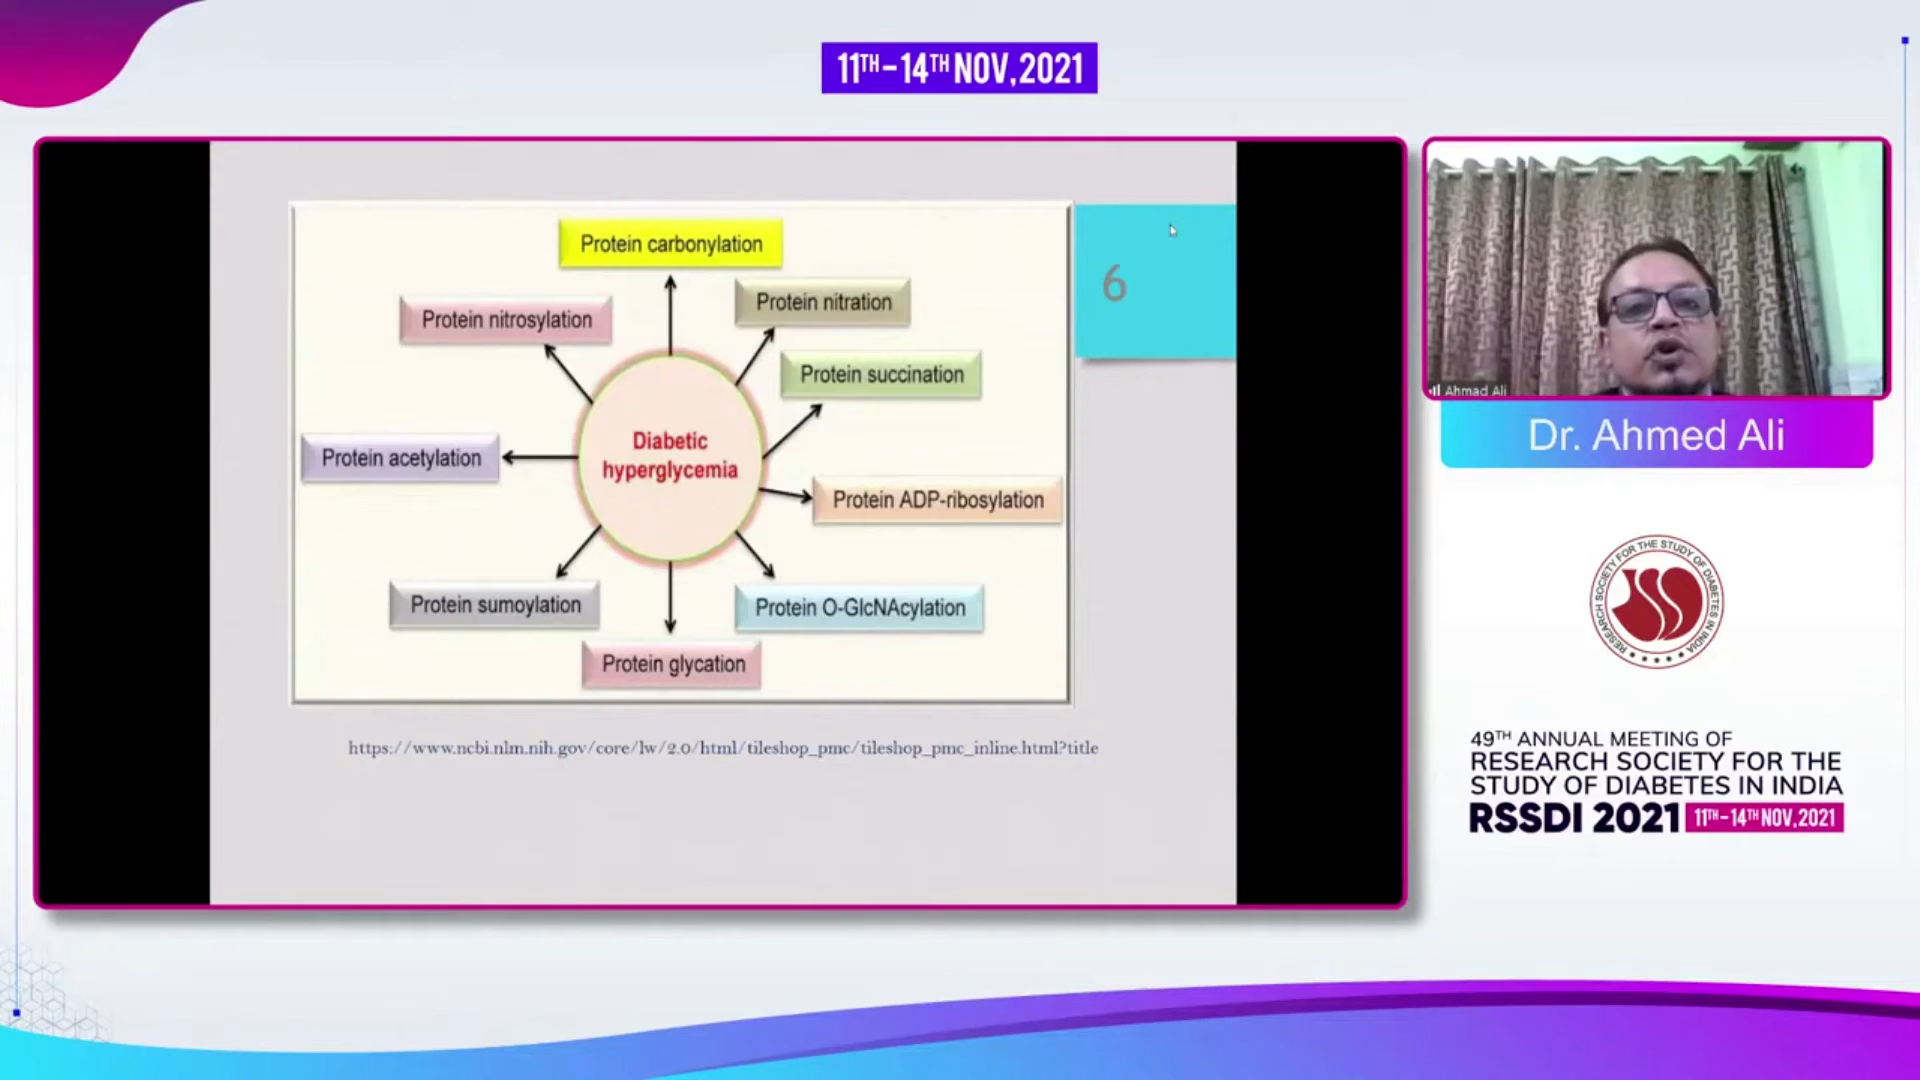 11TH-14TH NOV, 2021
Protein carbonylation
Protein nitration
Protein nitrosylation
Protein succination
Diabetic
hyperglycemia
Protein acetylation
Protein ADP-ribosylation
Protein sumoylation
Protein O-GlcNAcylation
Protein glycation
6
https://www.ncbi.nlm.nih.gov/core/lw/2.0/html/tileshop_pmc/tileshop_pmc_inline.html?title
Ahmad Ali
Dr. Ahmed Ali
RESEARCH SOCIETY FOR THE STUDY OF DIABETES IN INDIA
49TH ANNUAL MEETING OF
RESEARCH SOCIETY FOR THE
STUDY OF DIABETES IN INDIA
RSSDI 2021 11TH-14TH NOV, 2021